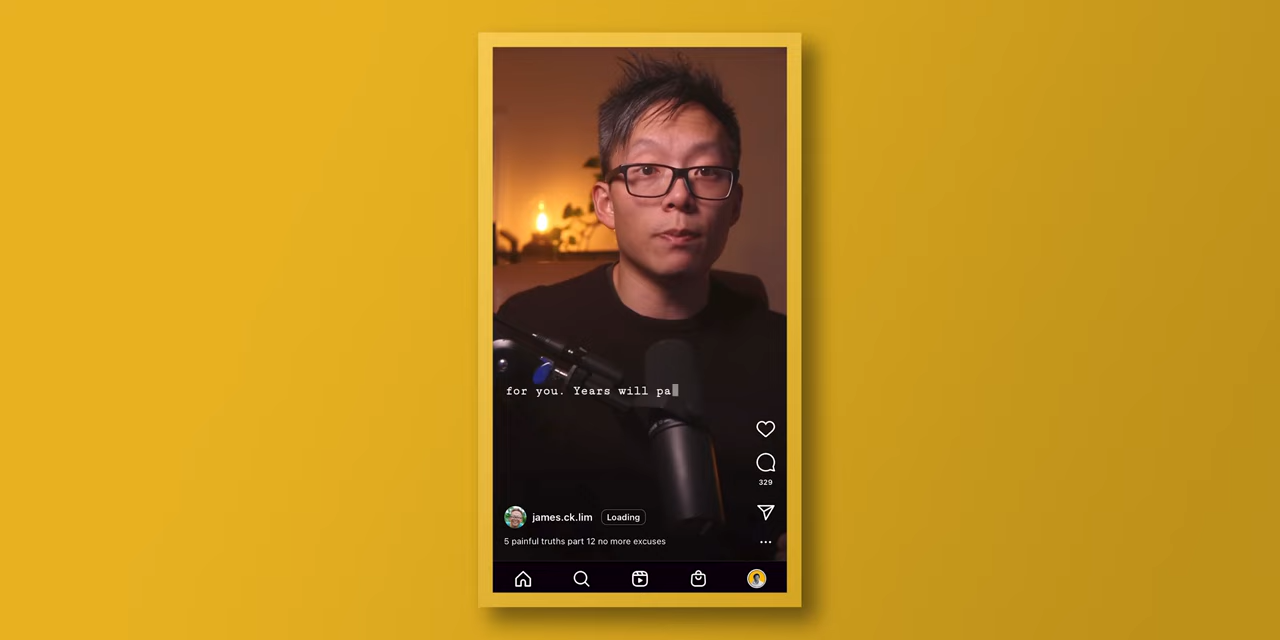 for you. Years will pa
329
james.ck.lim Loading
5 painful truths part 12 no more excuses